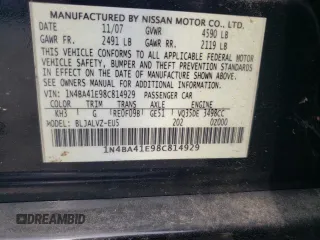 MANUFACTURED BY NISSAN MOTOR CO., LTD.
DATE 11/07 GVWR 4590 LB
GAWR FR. 2491 LB GAWR RR. 2119 LB
THIS VEHICLE CONFORMS TO ALL APPLICABLE FEDERAL
MOTOR VEHICLE SAFETY, BUMPER, AND THEFT PREVENTION
STANDARDS IN EFFECT ON THE DATE OF MANUFACTURE SHOWN ABOVE.
SEE OWNERS MANUAL FOR ADDITIONAL INFORMATION.
VIN: 1N4BA41E98C814929 PASSENGER CAR
COLOR TRIM TRANS AXLE ENGINE
KH3 G RE0F09B GE51 VQ35DE 3498CC
MODEL: BLJALVZ-EU5 202 0Z000
1N4BA41E98C814929
© DREAMBID
DREAMBID.COM